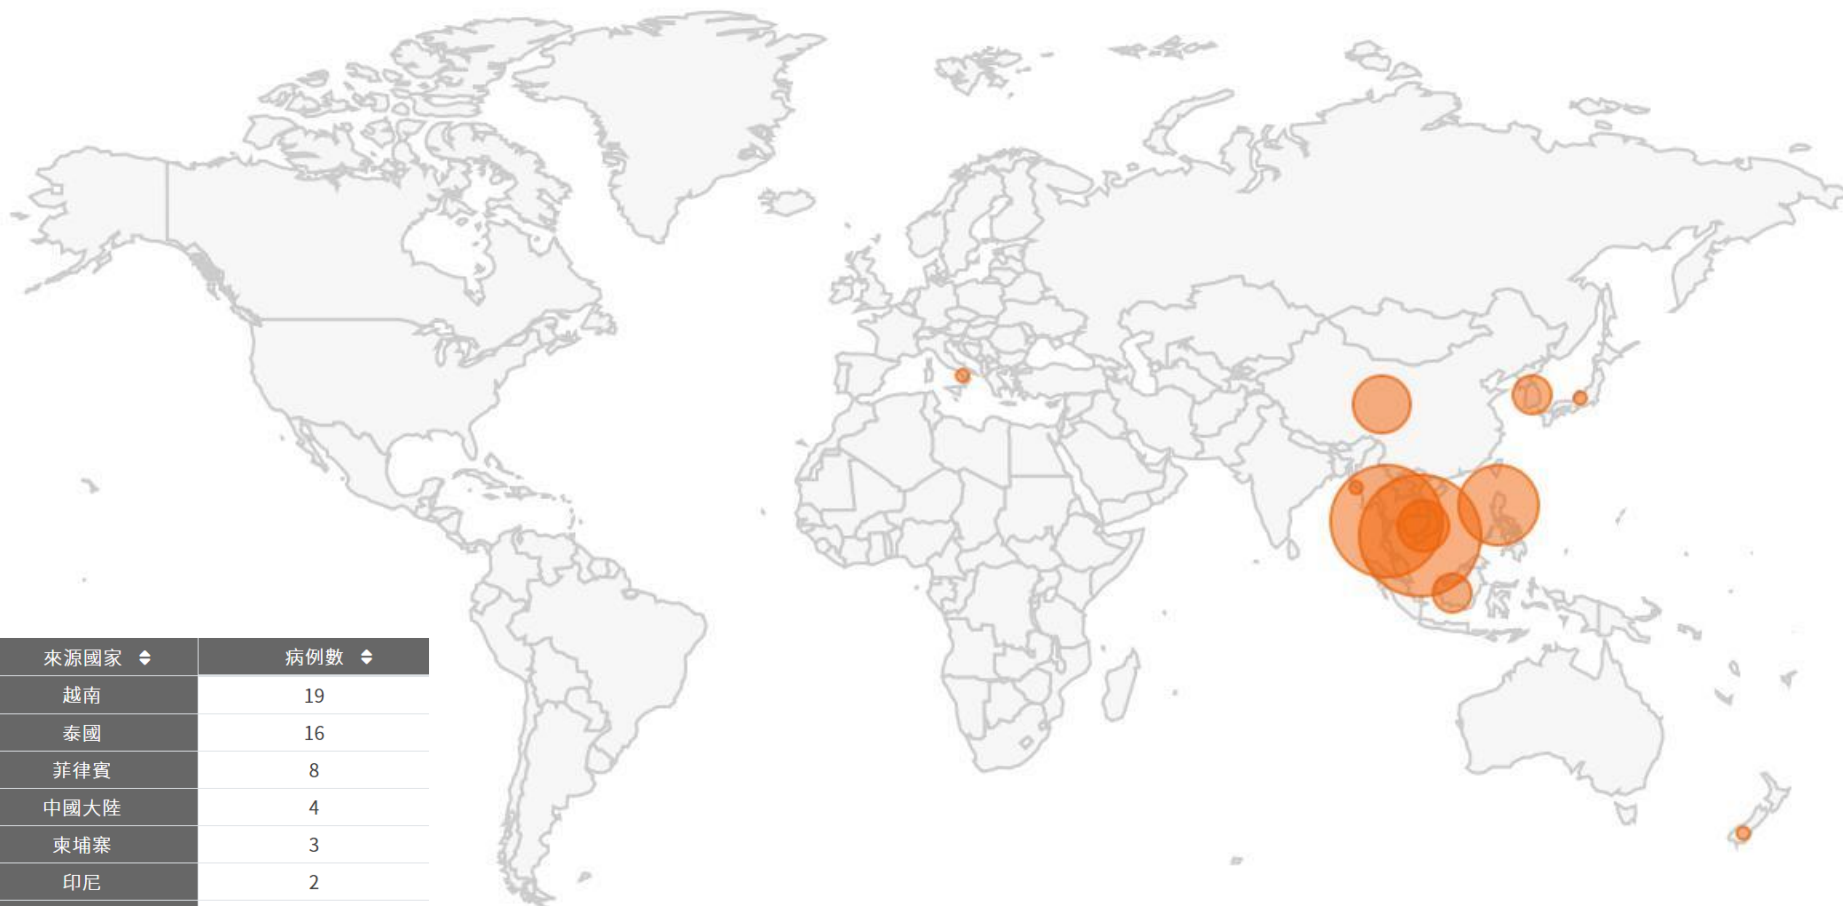 來源國家 病例數
越南 19
泰國 16
菲律賓 8
中國大陸 4
柬埔寨 3
印尼 2